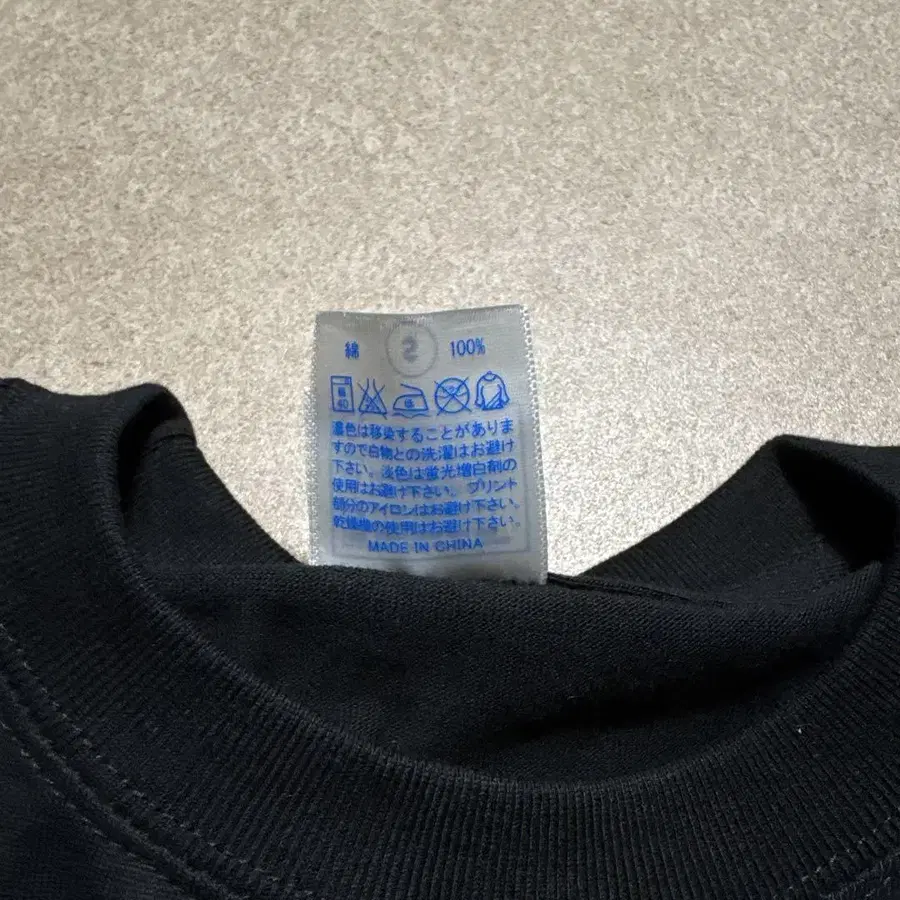 綿 100%
40
濃色は移染することがありま
すので白物との洗濯はお避け
下さい。淡色は蛍光増白剤の
使用はお避け下さい。プリント
部分のアイロンはお避け下さい。
乾燥機の使用はお避け下さい。
MADE IN CHINA